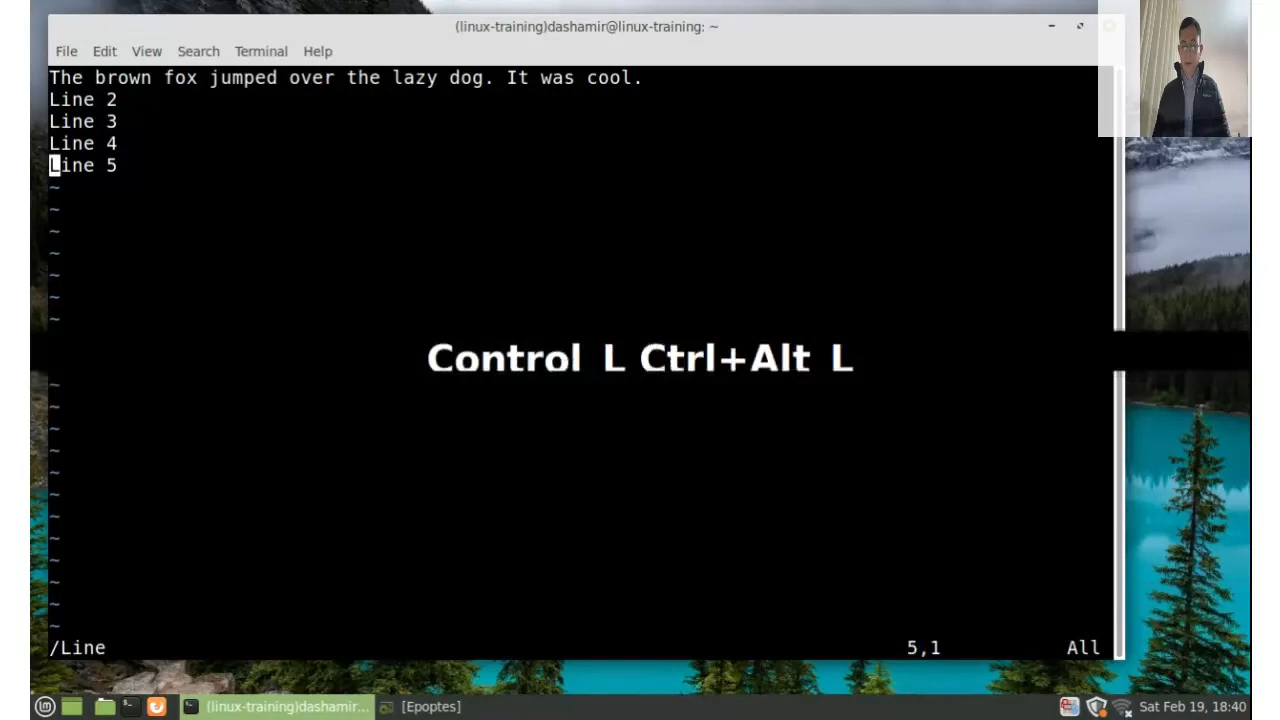 (linux-training)dashamir@linux-training: ~
File Edit View Search Terminal Help
The brown fox jumped over the lazy dog. It was cool.
Line 2
Line 3
Line 4
Line 5
~
~
~
~
~
~
~
Control L Ctrl+Alt L
~
~
~
~
~
~
~
~
~
~
~
~
/Line 5,1 All
(linux-training)dashamir... [Epoptes] Sat Feb 19, 18:40